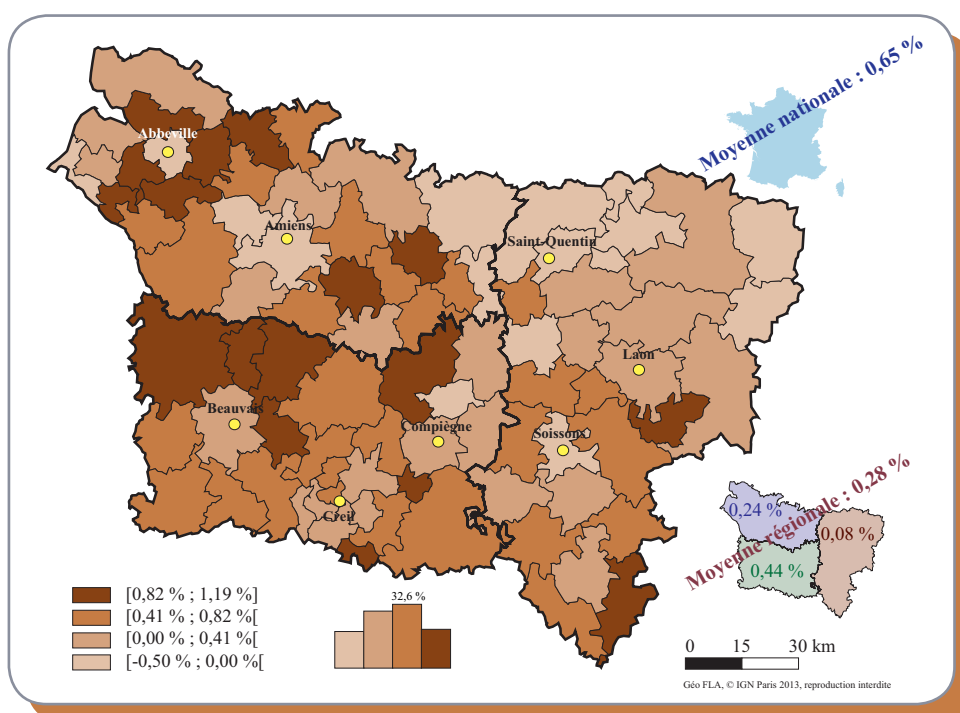 Moyenne nationale : 0,65 %
Abbeville
Amiens
Saint-Quentin
Laon
Beauvais
Compiègne
Soissons
Creil
Moyenne régionale : 0,28 %
0,24 %
0,08 %
0,44 %
[0,82 % ; 1,19 %]
[0,41 % ; 0,82 %[
[0,00 % ; 0,41 %[
[-0,50 % ; 0,00 %[
32,6 %
0 15 30 km
Géo FLA, © IGN Paris 2013, reproduction interdite